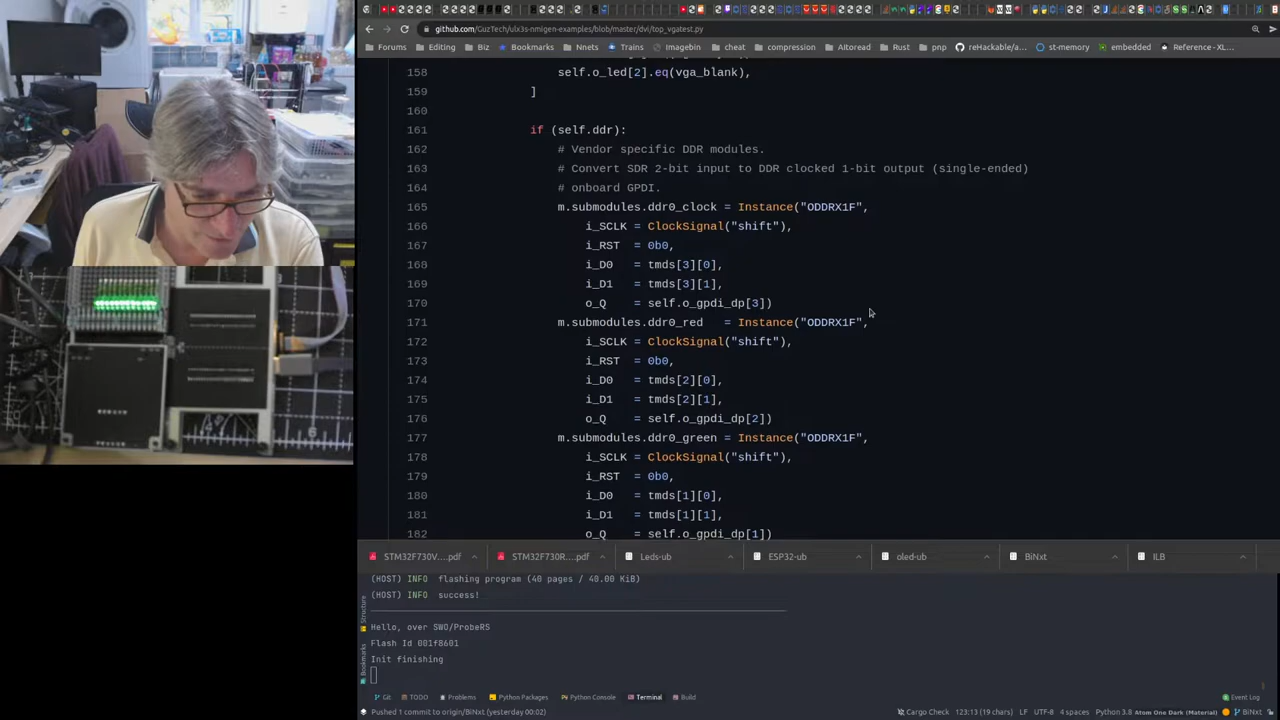 github.com/GuzTech/ulx3s-nmigen-examples/blob/master/dvi/top_vgatest.py
Forums Editing Biz Bookmarks Nnets Trains Imagebin cheat compression Aitoread Rust pnp reHackable/a... st-memory embedded Reference - XL...
158 self.o_led[2].eq(vga_blank),
159 ]
160
161 if (self.ddr):
162 # Vendor specific DDR modules.
163 # Convert SDR 2-bit input to DDR clocked 1-bit output (single-ended)
164 # onboard GPDI.
165 m.submodules.ddr0_clock = Instance("ODDRX1F",
166 i_SCLK = ClockSignal("shift"),
167 i_RST = 0b0,
168 i_D0 = tmds[3][0],
169 i_D1 = tmds[3][1],
170 o_Q = self.o_gpdi_dp[3])
171 m.submodules.ddr0_red = Instance("ODDRX1F",
172 i_SCLK = ClockSignal("shift"),
173 i_RST = 0b0,
174 i_D0 = tmds[2][0],
175 i_D1 = tmds[2][1],
176 o_Q = self.o_gpdi_dp[2])
177 m.submodules.ddr0_green = Instance("ODDRX1F",
178 i_SCLK = ClockSignal("shift"),
179 i_RST = 0b0,
180 i_D0 = tmds[1][0],
181 i_D1 = tmds[1][1],
182 o_Q = self.o_gpdi_dp[1])
STM32F730V....pdf STM32F730R....pdf Leds-ub ESP32-ub oled-ub BiNxt ILB
(HOST) INFO flashing program (40 pages / 40.00 KiB)
(HOST) INFO success!
Hello, over SWO/ProbeRS
Flash Id 001f8601
Init finishing
Structure
Bookmarks
Git TODO Problems Python Packages Python Console Terminal Build Event Log
Pushed 1 commit to origin/BiNxt (yesterday 00:02) Cargo Check 123:13 (19 chars) LF UTF-8 4 spaces Python 3.8 Atom One Dark (Material) BiNxt